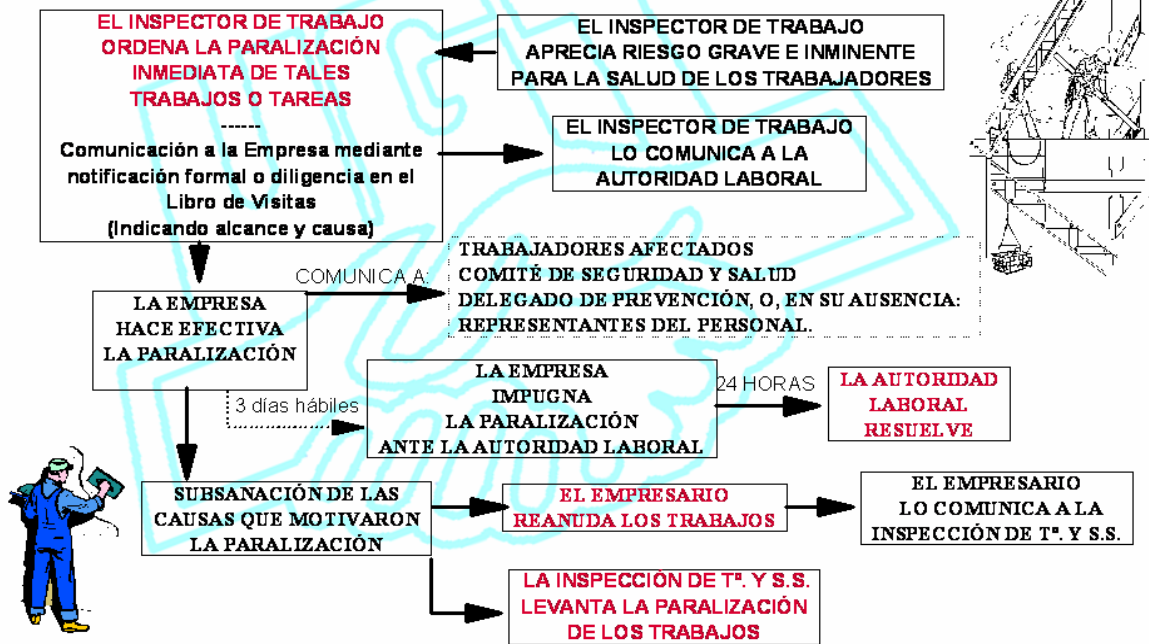 EL INSPECTOR DE TRABAJO
ORDENA LA PARALIZACIÓN
INMEDIATA DE TALES
TRABAJOS O TAREAS
------
Comunicación a la Empresa mediante
notificación formal o diligencia en el
Libro de Visitas
(Indicando alcance y causa)
EL INSPECTOR DE TRABAJO
APRECIA RIESGO GRAVE E INMINENTE
PARA LA SALUD DE LOS TRABAJADORES
EL INSPECTOR DE TRABAJO
LO COMUNICA A LA
AUTORIDAD LABORAL
COMUNICA A:
TRABAJADORES AFECTADOS
COMITÉ DE SEGURIDAD Y SALUD
DELEGADO DE PREVENCIÓN, O, EN SU AUSENCIA:
REPRESENTANTES DEL PERSONAL.
LA EMPRESA
HACE EFECTIVA
LA PARALIZACIÓN
3 días hábiles
LA EMPRESA
IMPUGNA
LA PARALIZACIÓN
ANTE LA AUTORIDAD LABORAL
24 HORAS
LA AUTORIDAD
LABORAL
RESUELVE
SUBSANACIÓN DE LAS
CAUSAS QUE MOTIVARON
LA PARALIZACIÓN
EL EMPRESARIO
REANUDA LOS TRABAJOS
EL EMPRESARIO
LO COMUNICA A LA
INSPECCIÓN DE Tª. Y S.S.
LA INSPECCIÓN DE Tª. Y S.S.
LEVANTA LA PARALIZACIÓN
DE LOS TRABAJOS
UGT